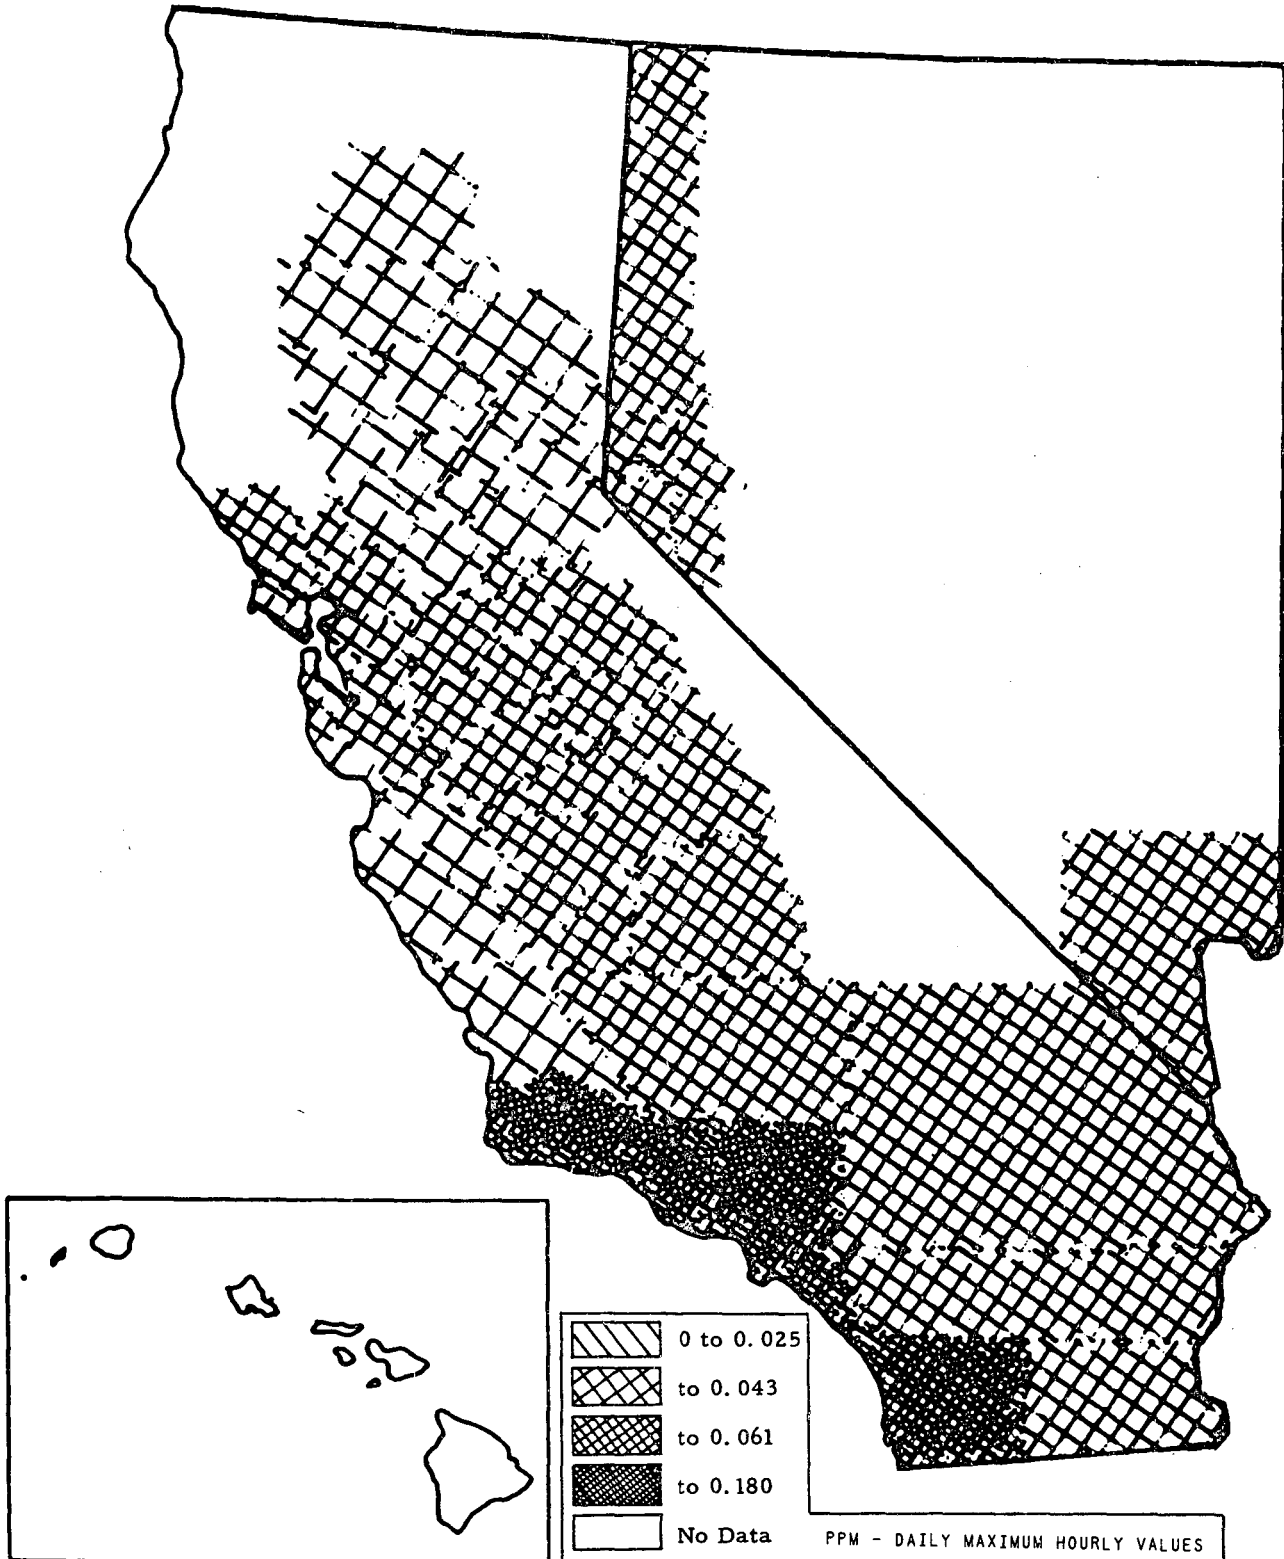 0 to 0.025
to 0.043
to 0.061
to 0.180
No Data
PPM - DAILY MAXIMUM HOURLY VALUES